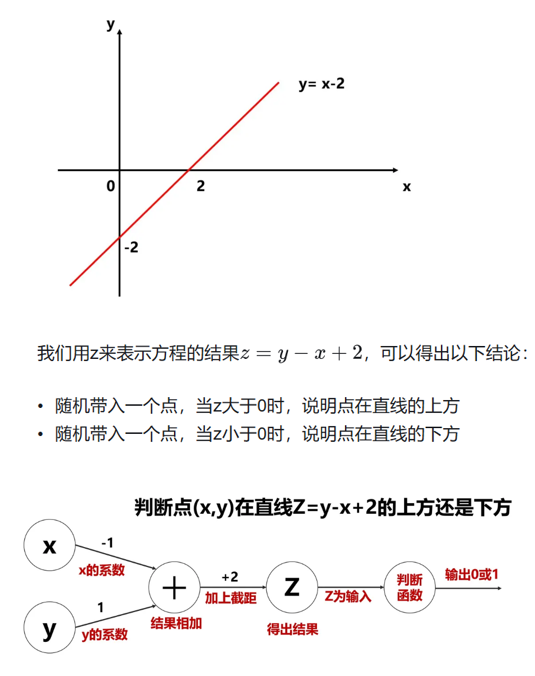 y
y= x-2
0
2
x
-2
我们用z来表示方程的结果z = y − x + 2，可以得出以下结论：
• 随机带入一个点，当z大于0时，说明点在直线的上方
• 随机带入一个点，当z小于0时，说明点在直线的下方
判断点(x,y)在直线Z=y-x+2的上方还是下方
x
-1
x的系数
y
1
y的系数
+
结果相加
+2
加上截距
Z
得出结果
Z为输入
判断
函数
输出0或1